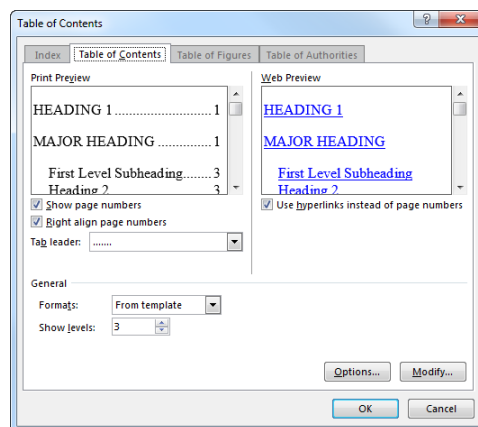 Table of Contents
Index Table of Contents Table of Figures Table of Authorities
Print Preview
HEADING 1...................1
MAJOR HEADING .............1
First Level Subheading........3
Heading 2 3
Show page numbers
Right align page numbers
Tab leader: .......
Web Preview
HEADING 1
MAJOR HEADING
First Level Subheading
Heading 2
Use hyperlinks instead of page numbers
General
Formats: From template
Show levels: 3
Options... Modify...
OK Cancel